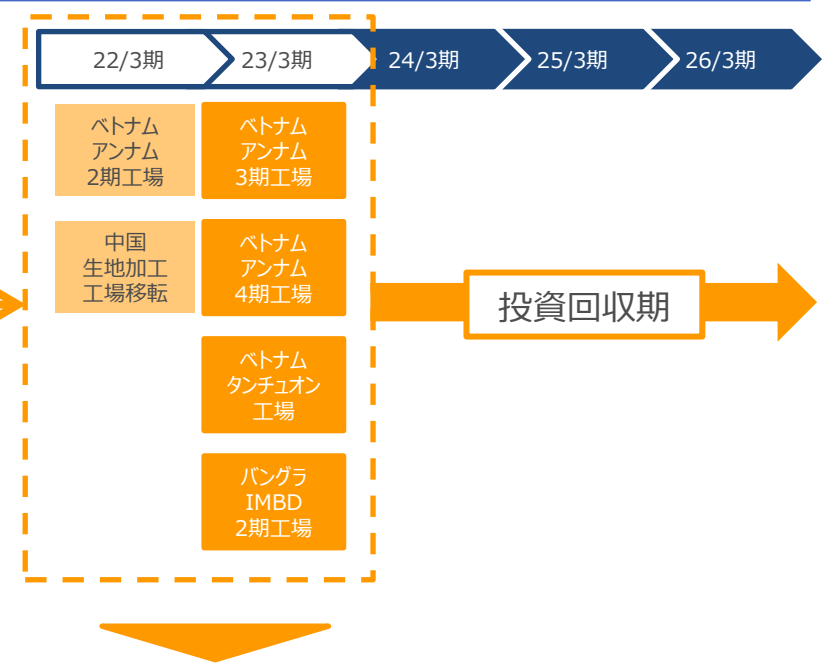 22/3期
23/3期
24/3期
25/3期
26/3期
ベトナム
アンナム
2期工場
ベトナム
アンナム
3期工場
中国
生地加工
工場移転
ベトナム
アンナム
4期工場
投資回収期
ベトナム
タンチュオン
工場
バングラ
IMBD
2期工場